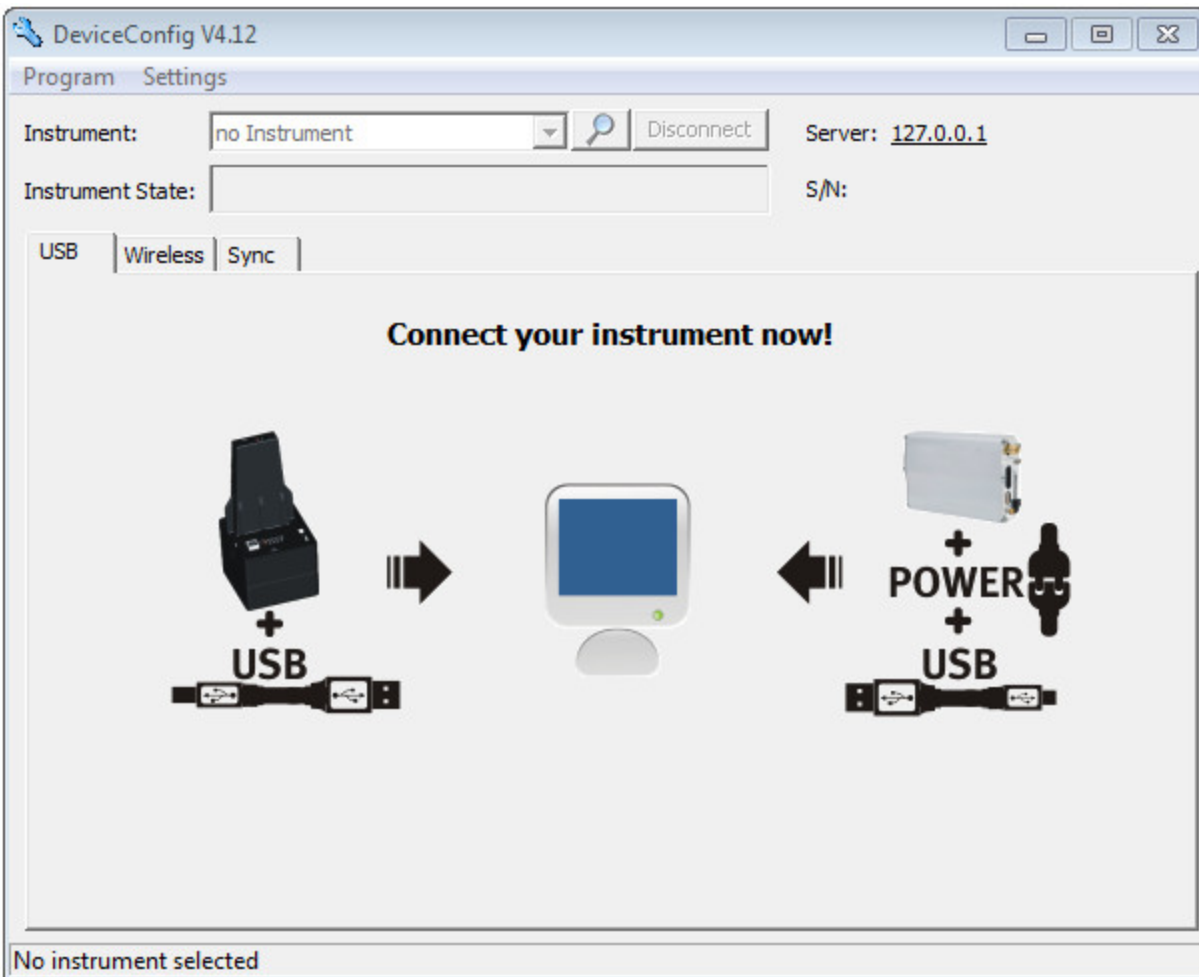 DeviceConfig V4.12
Program Settings
Instrument: no Instrument Disconnect Server: 127.0.0.1
Instrument State: S/N:
USB Wireless Sync
Connect your instrument now!
+
POWER
+ +
USB USB
No instrument selected